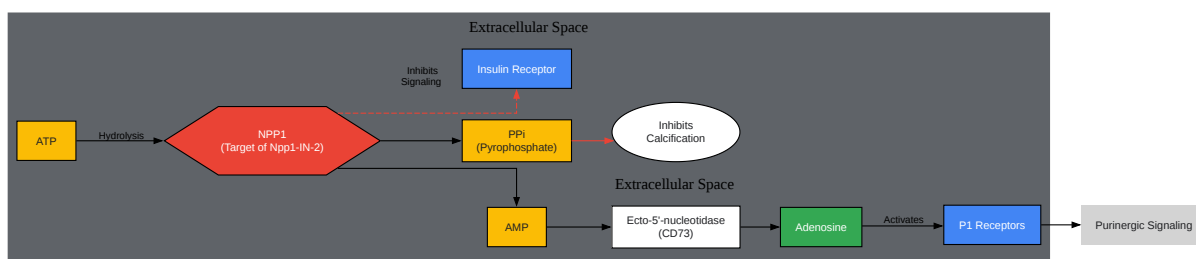 Extracellular Space
Inhibits
Signaling
Insulin Receptor
ATP
Hydrolysis
NPP1
(Target of Npp1-IN-2)
PPi
(Pyrophosphate)
Inhibits
Calcification
Extracellular Space
AMP
Ecto-5'-nucleotidase
(CD73)
Adenosine
Activates
P1 Receptors
Purinergic Signaling